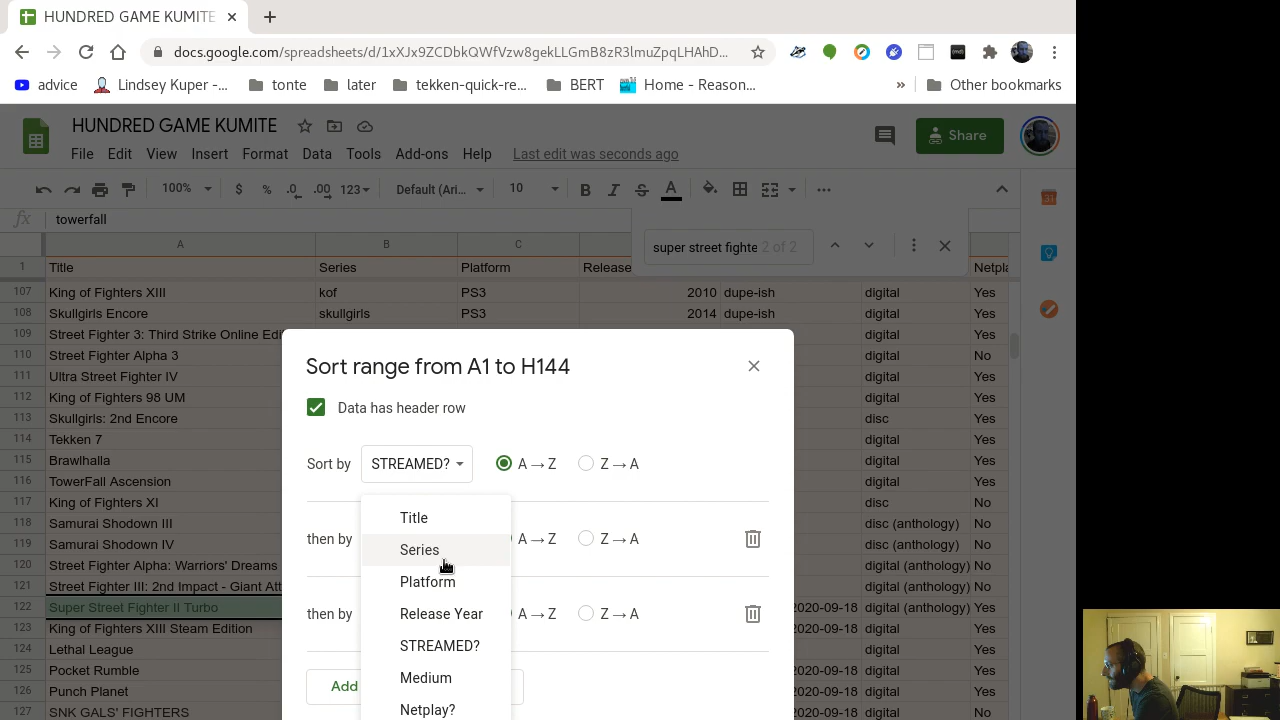 HUNDRED GAME KUMITE
docs.google.com/spreadsheets/d/1xXJx9ZCDbkQWfVzw8gekLLGmB8zR3lmuZpqLHAhD...
advice
Lindsey Kuper -...
tonte
later
tekken-quick-re...
BERT
Home - Reason...
»
Other bookmarks
HUNDRED GAME KUMITE
Share
File Edit View Insert Format Data Tools Add-ons Help Last edit was seconds ago
100% $ % .0 .00 123 Default (Ari... 10 B I S A
fx towerfall
super street fighte 2 of 2
A B C
1 Title Series Platform Release Netpla
107 King of Fighters XIII kof PS3 2010 dupe-ish digital Yes
108 Skullgirls Encore skullgirls PS3 2014 dupe-ish digital Yes
109 Street Fighter 3: Third Strike Online Edi digital Yes
110 Street Fighter Alpha 3 digital No
111 Ultra Street Fighter IV digital Yes
112 King of Fighters 98 UM digital Yes
113 Skullgirls: 2nd Encore disc Yes
114 Tekken 7 digital Yes
115 Brawlhalla digital Yes
116 TowerFall Ascension digital Yes
117 King of Fighters XI disc No
118 Samurai Shodown III disc (anthology) No
119 Samurai Shodown IV disc (anthology) No
120 Street Fighter Alpha: Warriors' Dreams digital (anthology) No
121 Street Fighter III: 2nd Impact - Giant Att digital (anthology) No
122 Super Street Fighter II Turbo 2020-09-18 digital (anthology) Yes
123 King of Fighters XIII Steam Edition 2020-09-18 digital Yes
124 Lethal League digital Yes
125 Pocket Rumble 2020-09-18 digital Yes
126 Punch Planet 2020-09-18 digital Yes
127 SNK GALS' FIGHTERS 2020-09-18 digital Yes
Sort range from A1 to H144
Data has header row
Sort by STREAMED? A → Z Z → A
then by A → Z Z → A
then by A → Z Z → A
Add
Title
Series
Platform
Release Year
STREAMED?
Medium
Netplay?